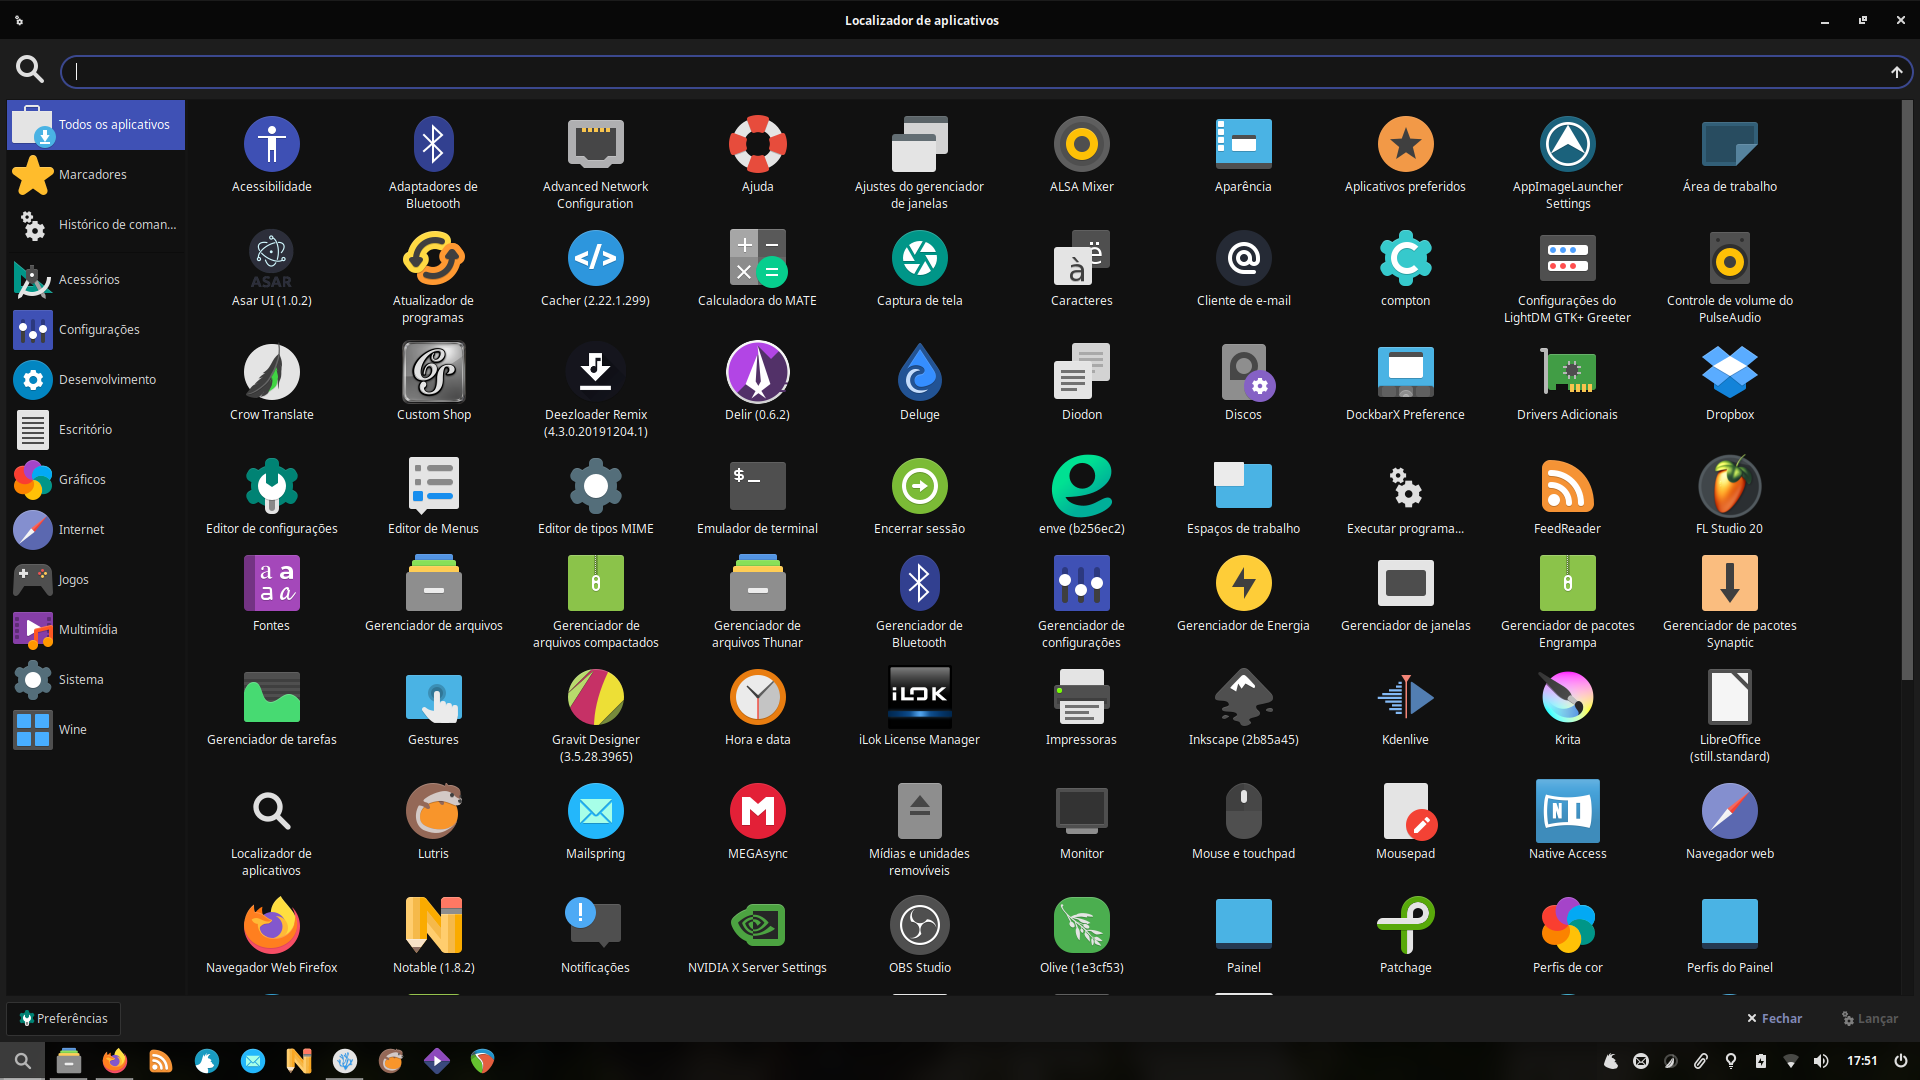 Localizador de aplicativos
Todos os aplicativos
Marcadores
Histórico de coman...
Acessórios
Configurações
Desenvolvimento
Escritório
Gráficos
Internet
Jogos
Multimídia
Sistema
Wine
Acessibilidade
Adaptadores de
Bluetooth
Advanced Network
Configuration
Ajuda
Ajustes do gerenciador
de janelas
ALSA Mixer
Aparência
Aplicativos preferidos
AppImageLauncher
Settings
Área de trabalho
ASAR
Asar UI (1.0.2)
Atualizador de
programas
Cacher (2.22.1.299)
Calculadora do MATE
Captura de tela
Caracteres
Cliente de e-mail
compton
Configurações do
LightDM GTK+ Greeter
Controle de volume do
PulseAudio
Crow Translate
Custom Shop
Deezloader Remix
(4.3.0.20191204.1)
Delir (0.6.2)
Deluge
Diodon
Discos
DockbarX Preference
Drivers Adicionais
Dropbox
Editor de configurações
Editor de Menus
Editor de tipos MIME
Emulador de terminal
Encerrar sessão
enve (b256ec2)
Espaços de trabalho
Executar programa...
FeedReader
FL Studio 20
Fontes
Gerenciador de arquivos
Gerenciador de
arquivos compactados
Gerenciador de
arquivos Thunar
Gerenciador de
Bluetooth
Gerenciador de
configurações
Gerenciador de Energia
Gerenciador de janelas
Gerenciador de pacotes
Engrampa
Gerenciador de pacotes
Synaptic
Gerenciador de tarefas
Gestures
Gravit Designer
(3.5.28.3965)
Hora e data
iLOK
iLok License Manager
Impressoras
Inkscape (2b85a45)
Kdenlive
Krita
LibreOffice
(still.standard)
Localizador de
aplicativos
Lutris
Mailspring
MEGAsync
Mídias e unidades
removíveis
Monitor
Mouse e touchpad
Mousepad
Native Access
Navegador web
Navegador Web Firefox
Notable (1.8.2)
Notificações
NVIDIA X Server Settings
OBS Studio
Olive (1e3cf53)
Painel
Patchage
Perfis de cor
Perfis do Painel
Preferências
Fechar
Lançar
17:51